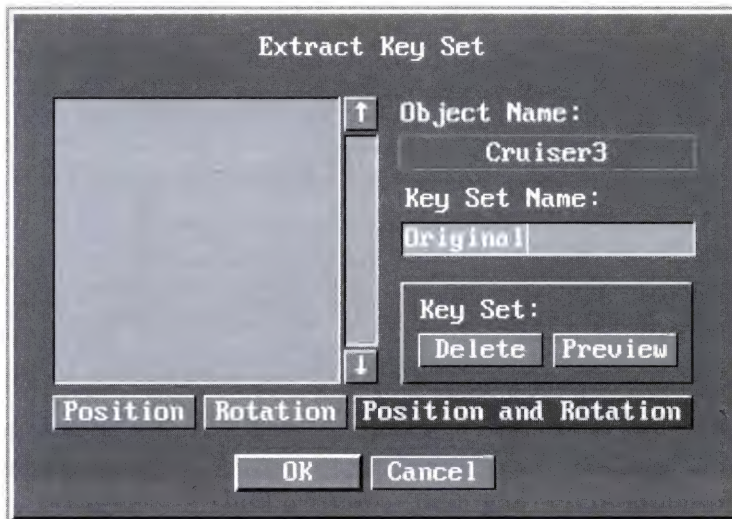 Extract Key Set
↑
Object Name:
Cruiser3
Key Set Name:
Original
Key Set:
Delete Preview
↓
Position Rotation Position and Rotation
OK Cancel